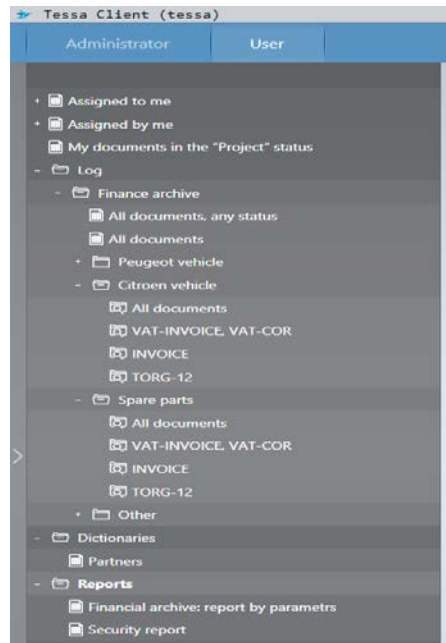 Tessa Client (tessa)
Administrator User
Assigned to me
Assigned by me
My documents in the "Project" status
Log
Finance archive
All documents, any status
All documents
Peugeot vehicle
Citroen vehicle
All documents
VAT-INVOICE, VAT-COR
INVOICE
TORG-12
Spare parts
All documents
VAT-INVOICE, VAT-COR
INVOICE
TORG-12
Other
Dictionaries
Partners
Reports
Financial archive: report by parametrs
Security report